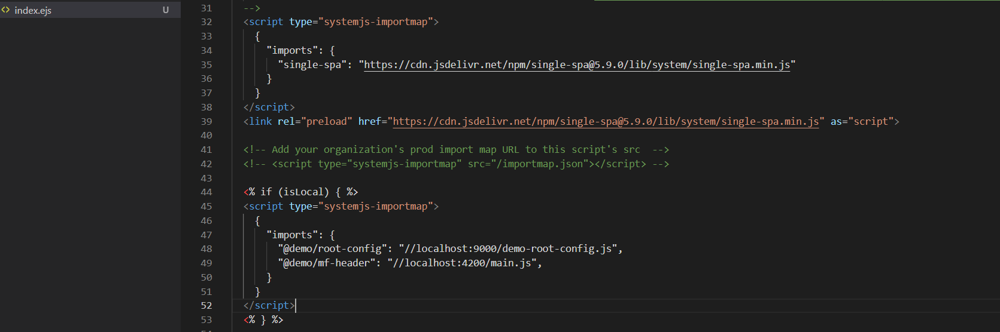 <> index.ejs U
31 -->
32 <script type="systemjs-importmap">
33 {
34 "imports": {
35 "single-spa": "https://cdn.jsdelivr.net/npm/single-spa@5.9.0/lib/system/single-spa.min.js"
36 }
37 }
38 </script>
39 <link rel="preload" href="https://cdn.jsdelivr.net/npm/single-spa@5.9.0/lib/system/single-spa.min.js" as="script">
40
41 <!-- Add your organization's prod import map URL to this script's src  -->
42 <!-- <script type="systemjs-importmap" src="/importmap.json"></script> -->
43
44 <% if (isLocal) { %>
45 <script type="systemjs-importmap">
46 {
47 "imports": {
48 "@demo/root-config": "//localhost:9000/demo-root-config.js",
49 "@demo/mf-header": "//localhost:4200/main.js",
50 }
51 }
52 </script>
53 <% } %>